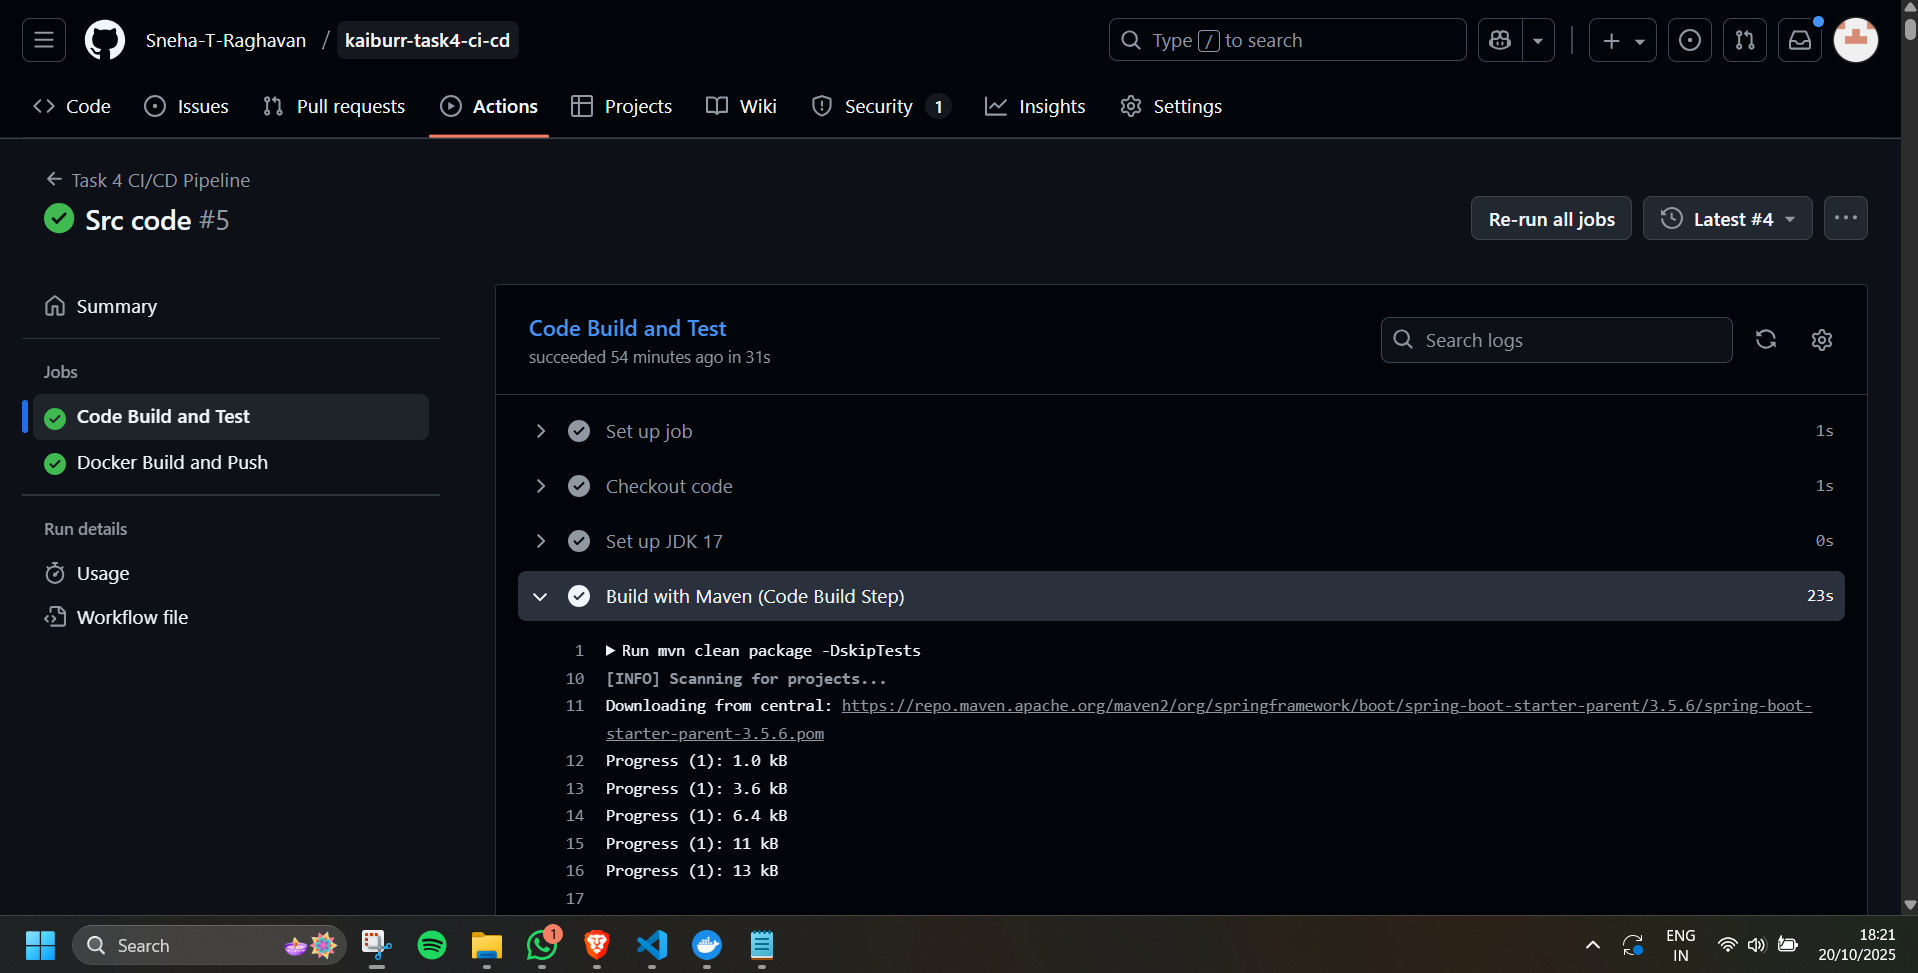 Sneha-T-Raghavan / kaiburr-task4-ci-cd
Type / to search
Code
Issues
Pull requests
Actions
Projects
Wiki
Security 1
Insights
Settings
Task 4 CI/CD Pipeline
Src code #5
Re-run all jobs
Latest #4
Summary
Jobs
Code Build and Test
Docker Build and Push
Run details
Usage
Workflow file
Code Build and Test
succeeded 54 minutes ago in 31s
Search logs
Set up job 1s
Checkout code 1s
Set up JDK 17 0s
Build with Maven (Code Build Step) 23s
1 Run mvn clean package -DskipTests
10 [INFO] Scanning for projects...
11 Downloading from central: https://repo.maven.apache.org/maven2/org/springframework/boot/spring-boot-starter-parent/3.5.6/spring-boot-
starter-parent-3.5.6.pom
12 Progress (1): 1.0 kB
13 Progress (1): 3.6 kB
14 Progress (1): 6.4 kB
15 Progress (1): 11 kB
16 Progress (1): 13 kB
17
Search
1
ENG
IN
18:21
20/10/2025